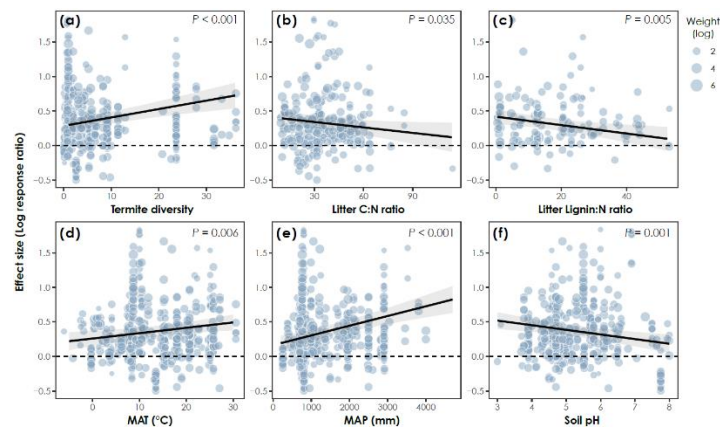 (a)
P < 0.001
(b)
P = 0.035
(c)
P = 0.005
Weight
(log)
2
4
6
1.5
1.0
0.5
0.0
-0.5
0
10
20
30
Termite diversity
30
60
90
Litter C:N ratio
0
20
40
Litter Lignin:N ratio
Effect size (Log response ratio)
(d)
P = 0.006
(e)
P < 0.001
(f)
P = 0.001
1.5
1.0
0.5
0.0
-0.5
0
10
20
30
MAT (°C)
1000
2000
3000
4000
MAP (mm)
3
4
5
6
7
8
Soil pH